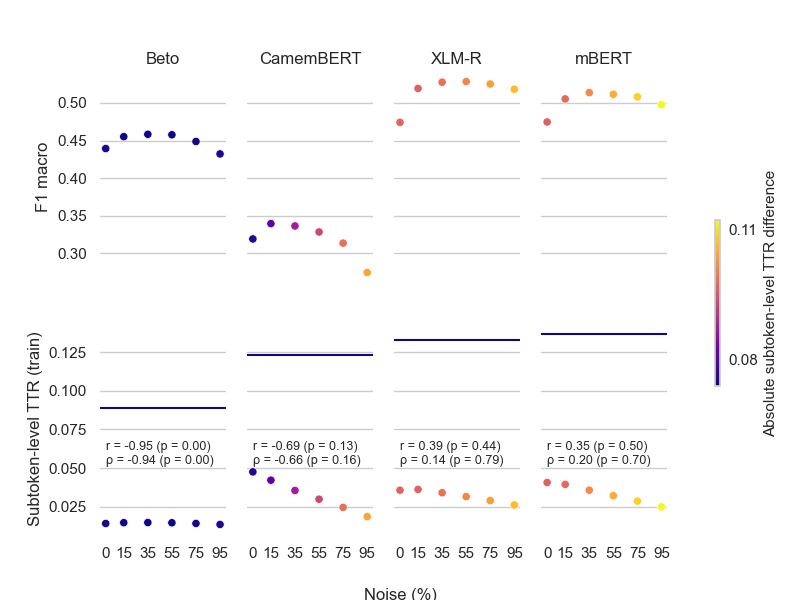 Beto CamemBERT XLM-R mBERT
F1 macro
0.50
0.45
0.40
0.35
0.30
Subtoken-level TTR (train)
0.125
0.100
0.075
0.050
0.025
r = -0.95 (p = 0.00)
ρ = -0.94 (p = 0.00)
r = -0.69 (p = 0.13)
ρ = -0.66 (p = 0.16)
r = 0.39 (p = 0.44)
ρ = 0.14 (p = 0.79)
r = 0.35 (p = 0.50)
ρ = 0.20 (p = 0.70)
0 15 35 55 75 95
0 15 35 55 75 95
0 15 35 55 75 95
0 15 35 55 75 95
Noise (%)
0.11
0.08
Absolute subtoken-level TTR difference